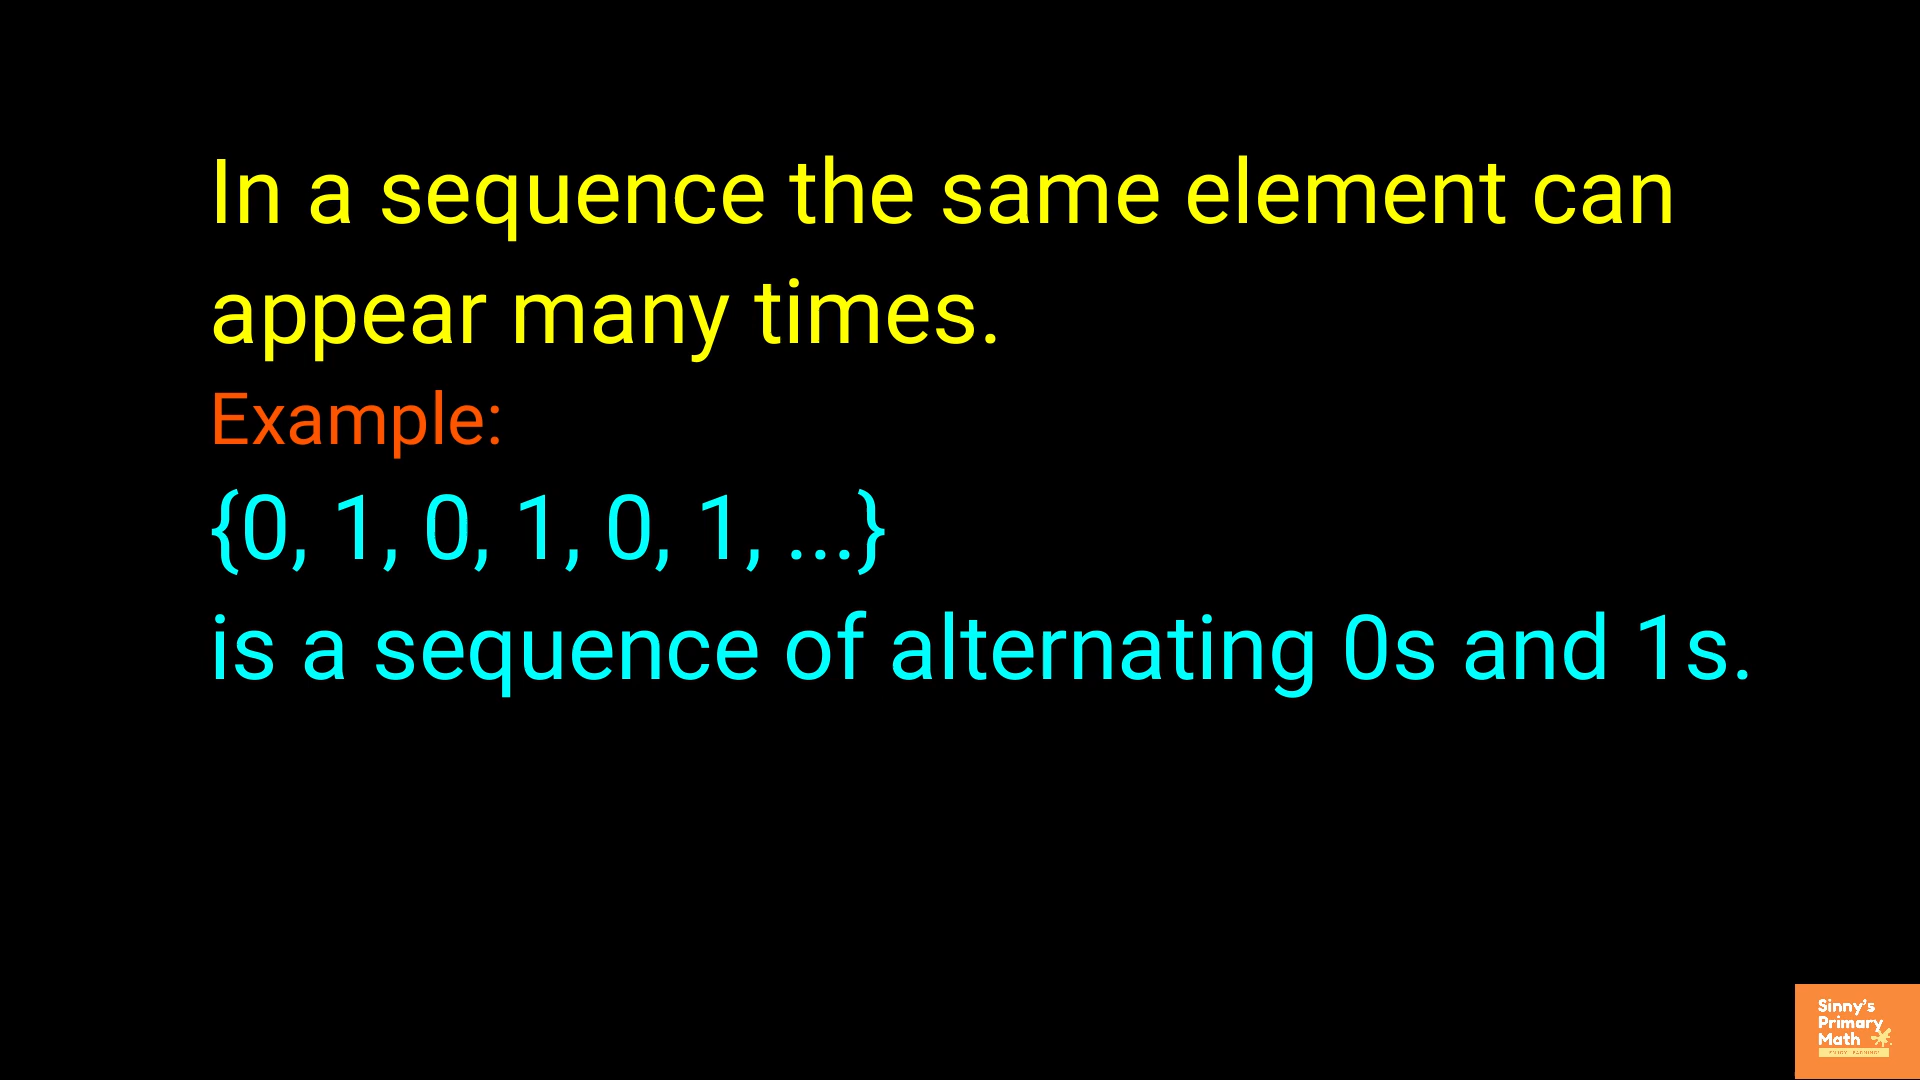 In a sequence the same element can
appear many times.
Example:
{0, 1, 0, 1, 0, 1, ...}
is a sequence of alternating 0s and 1s.
Sinny's
Primary
Math